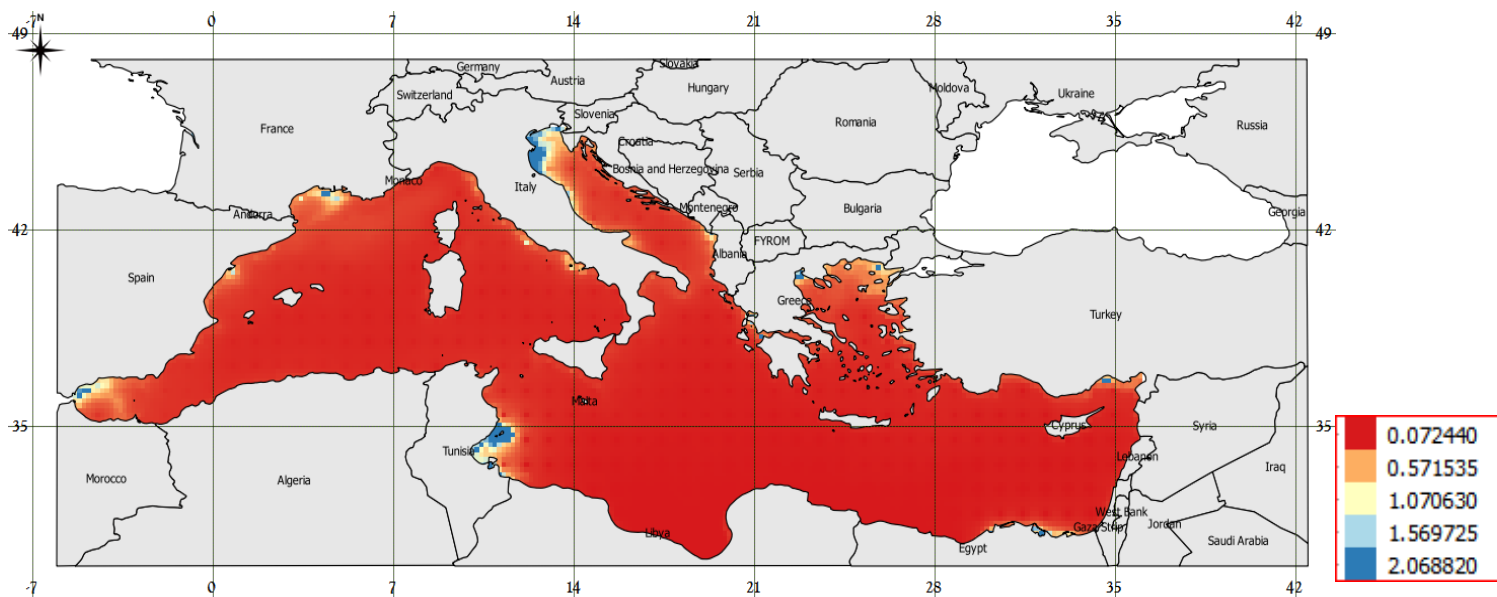 -7 0 7 14 21 28 35 42
N
49 49
Germany Slovakia
Austria
Switzerland Hungary Moldova Ukraine
Slovenia
France Romania Russia
Croatia
Bosnia and Herzegovina Serbia
Monaco Italy
Andorra Montenegro Bulgaria Georgia
42 42
FYROM
Albania
Spain
Greece
Turkey
Malta
35 35
Cyprus Syria
Tunisia Lebanon
Iraq
Morocco Algeria
West Bank
Gaza Strip Jordan
Libya
Saudi Arabia
Egypt
-7 0 7 14 21 28 35 42
0.072440
0.571535
1.070630
1.569725
2.068820